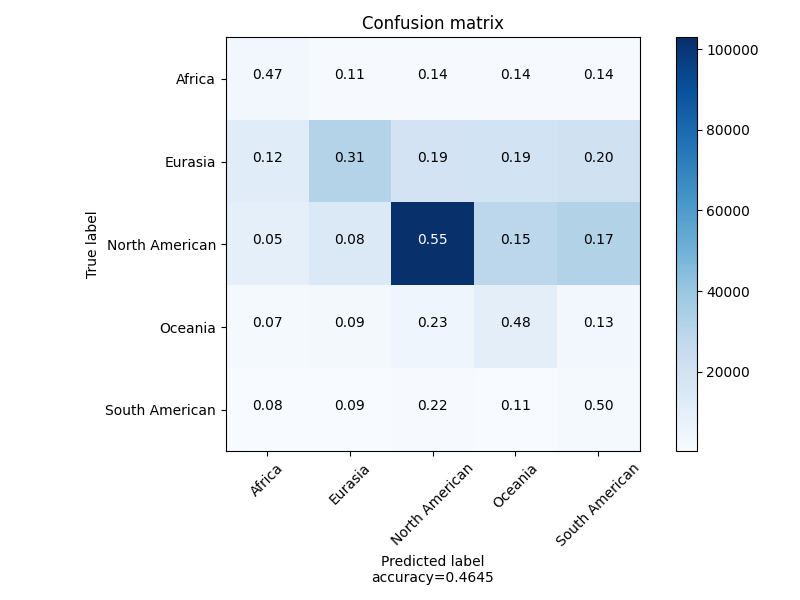 Confusion matrix
Africa 0.47 0.11 0.14 0.14 0.14
Eurasia 0.12 0.31 0.19 0.19 0.20
North American 0.05 0.08 0.55 0.15 0.17
Oceania 0.07 0.09 0.23 0.48 0.13
South American 0.08 0.09 0.22 0.11 0.50
True label
Africa Eurasia North American Oceania South American
Predicted label
accuracy=0.4645
100000
80000
60000
40000
20000